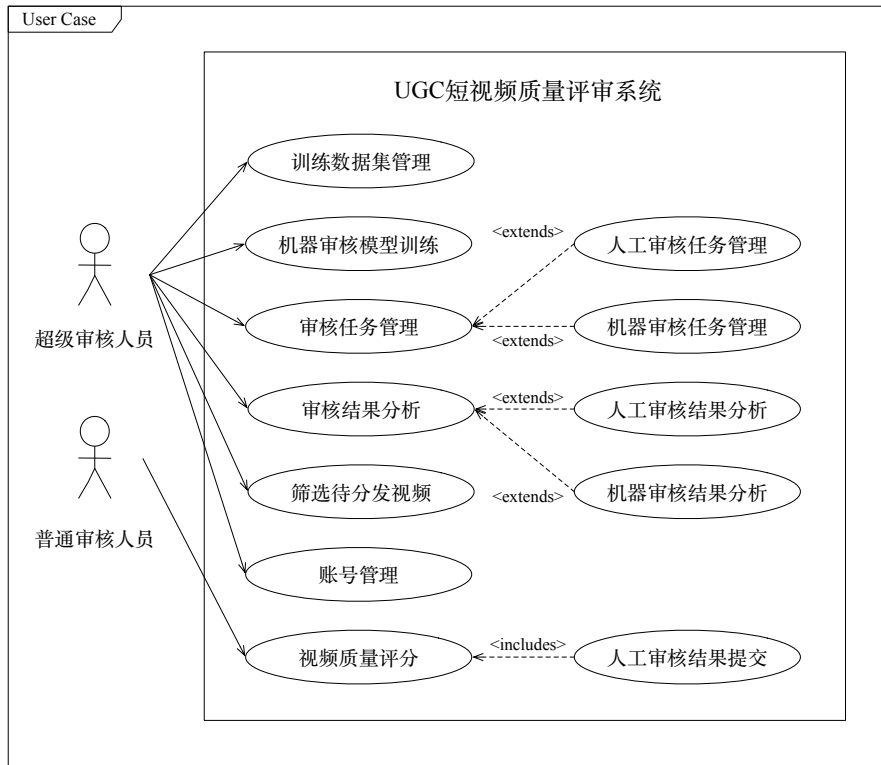 User Case
UGC短视频质量评审系统
训练数据集管理
机器审核模型训练
<extends>
人工审核任务管理
超级审核人员
审核任务管理
<extends>
机器审核任务管理
审核结果分析
<extends>
人工审核结果分析
普通审核人员
筛选待分发视频
<extends>
机器审核结果分析
账号管理
视频质量评分
<includes>
人工审核结果提交